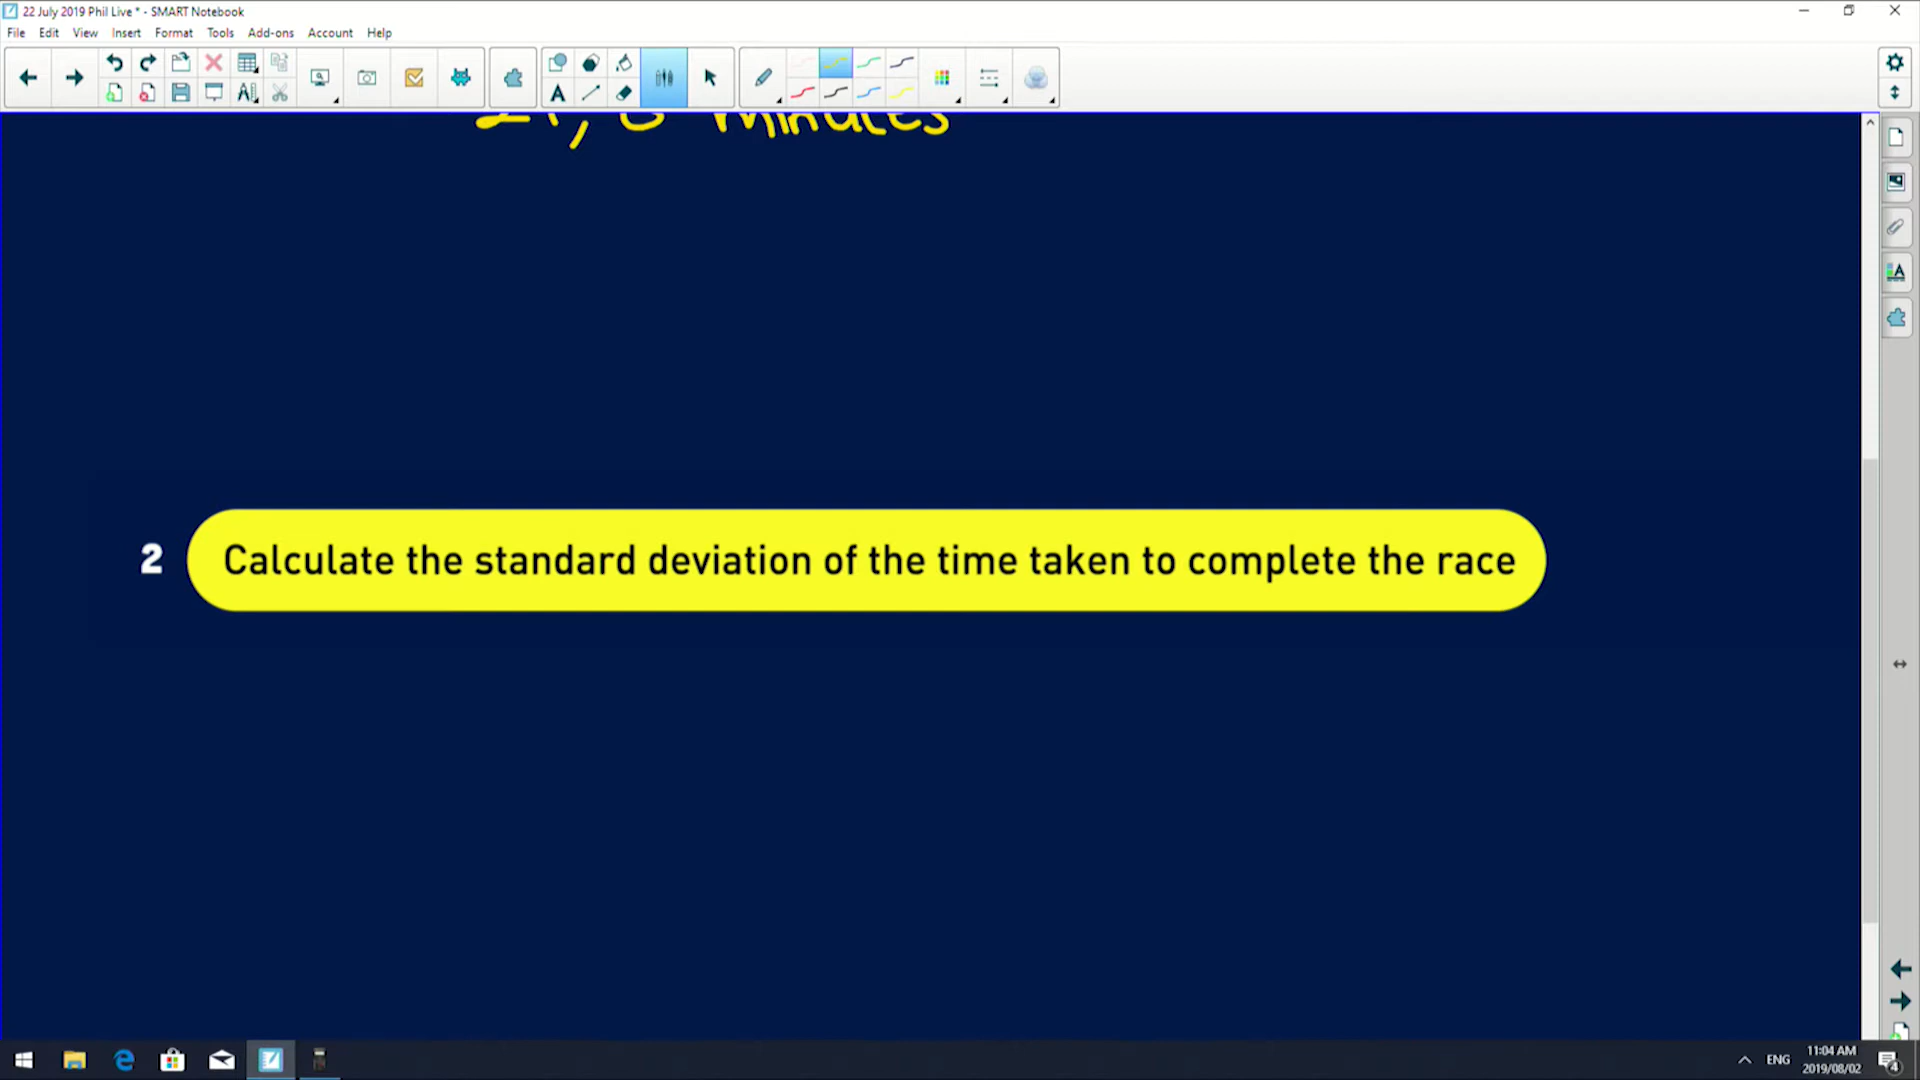 22 July 2019 Phil Live * - SMART Notebook
File Edit View Insert Format Tools Add-ons Account Help
minutes
2 Calculate the standard deviation of the time taken to complete the race
ENG
11:04 AM
2019/08/02
4